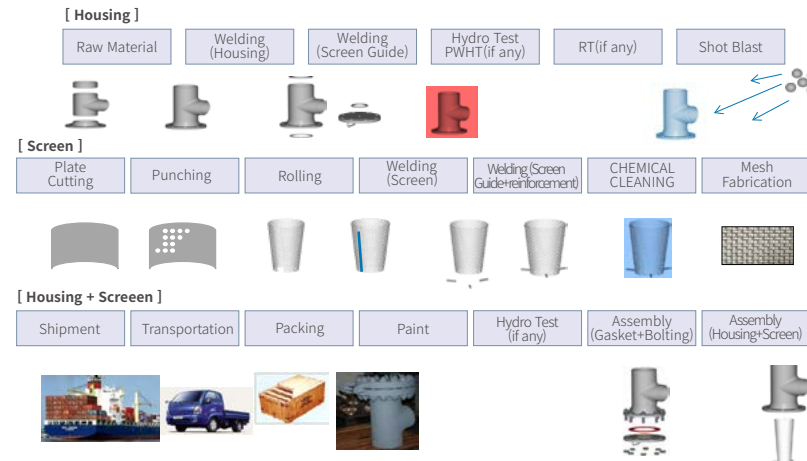 [ Housing ]
Raw Material
Welding
(Housing)
Welding
(Screen Guide)
Hydro Test
PWHT(if any)
RT(if any)
Shot Blast
[ Screen ]
Plate
Cutting
Punching
Rolling
Welding
(Screen)
Welding (Screen
Guide+reinforcement)
CHEMICAL
CLEANING
Mesh
Fabrication
[ Housing + Screeen ]
Shipment
Transportation
Packing
Paint
Hydro Test
(if any)
Assembly
(Gasket+Bolting)
Assembly
(Housing+Screen)